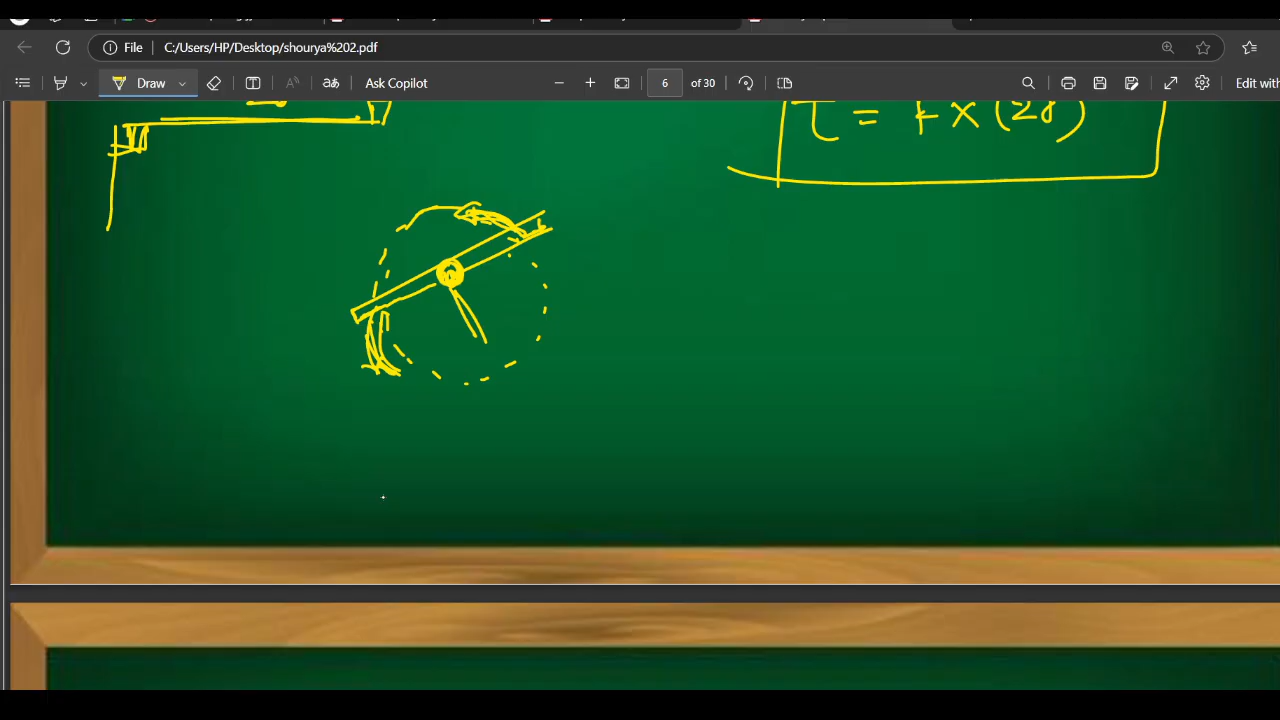 File C:/Users/HP/Desktop/shourya%202.pdf
Draw Ask Copilot 6 of 30 Edit with
τ = F × (2r)